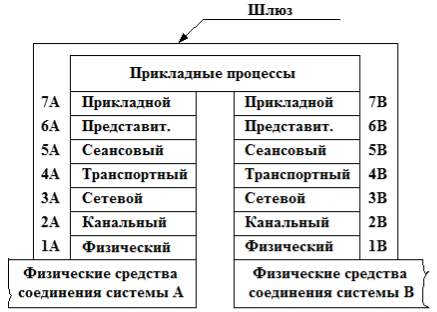 Шлюз
Прикладные процессы
7А Прикладной Прикладной 7В
6А Представит. Представит. 6В
5А Сеансовый Сеансовый 5В
4А Транспортный Транспортный 4В
3А Сетевой Сетевой 3В
2А Канальный Канальный 2В
1А Физический Физический 1В
Физические средства
соединения системы А
Физические средства
соединения системы В